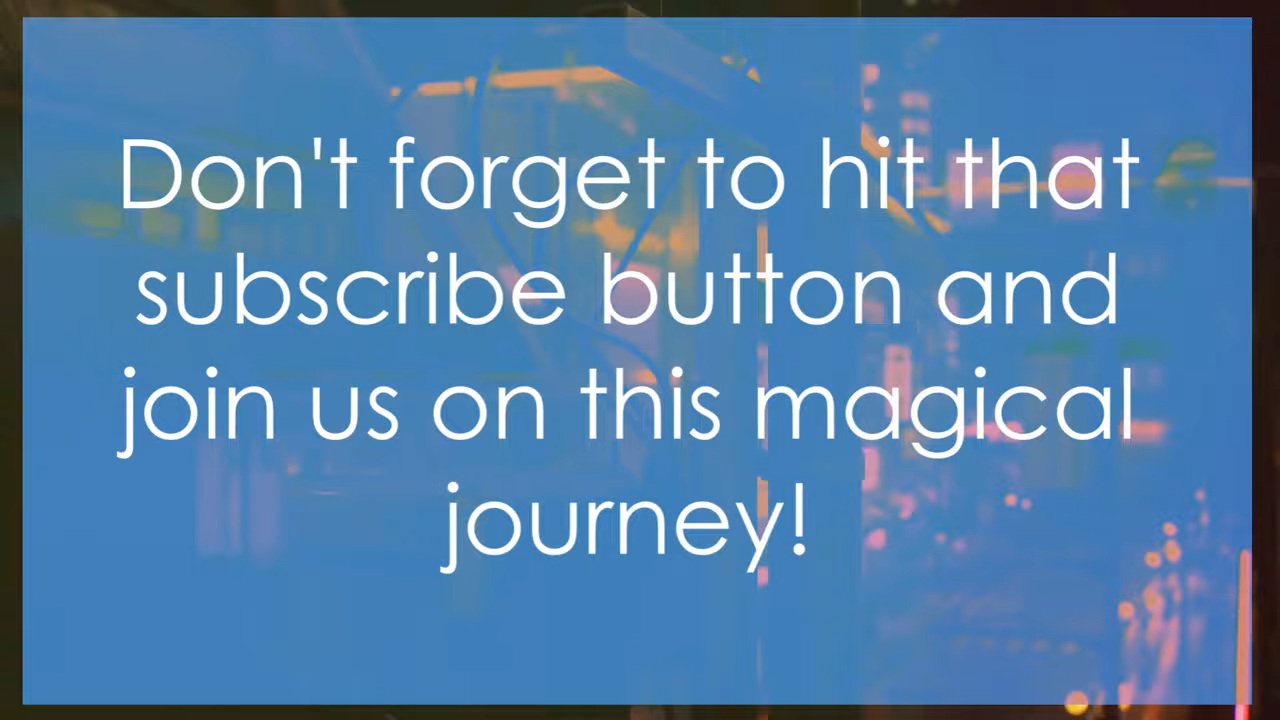 Don't forget to hit that
subscribe button and
join us on this magical
journey!